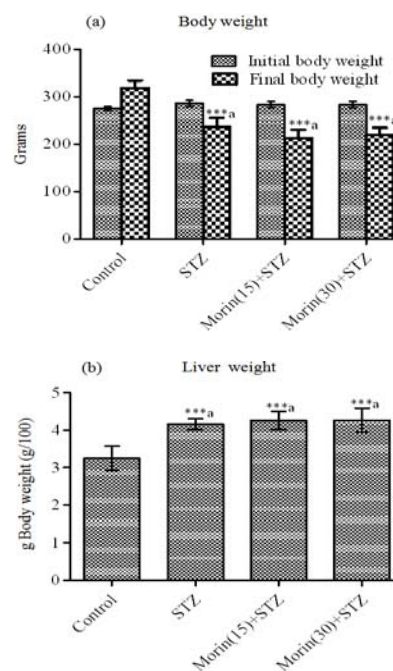 (a) Body weight
Initial body weight
Final body weight
Grams
400
300
200
100
0
***a
***a
***a
Control
STZ
Morin(15)+STZ
Morin(30)+STZ
(b) Liver weight
g Body weight (g/100)
5
4
3
2
1
0
***a
***a
***a
Control
STZ
Morin(15)+STZ
Morin(30)+STZ